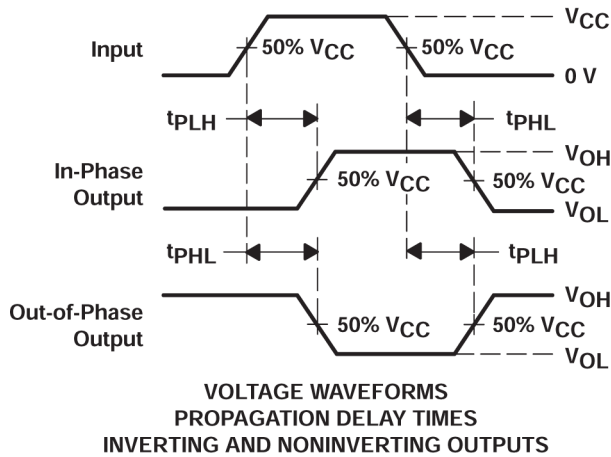 VCC
Input
50% VCC
50% VCC
0 V
tPLH
tPHL
In-Phase
Output
50% VCC
VOH
50% VCC
VOL
tPHL
tPLH
Out-of-Phase
Output
50% VCC
VOH
50% VCC
VOL
VOLTAGE WAVEFORMS
PROPAGATION DELAY TIMES
INVERTING AND NONINVERTING OUTPUTS